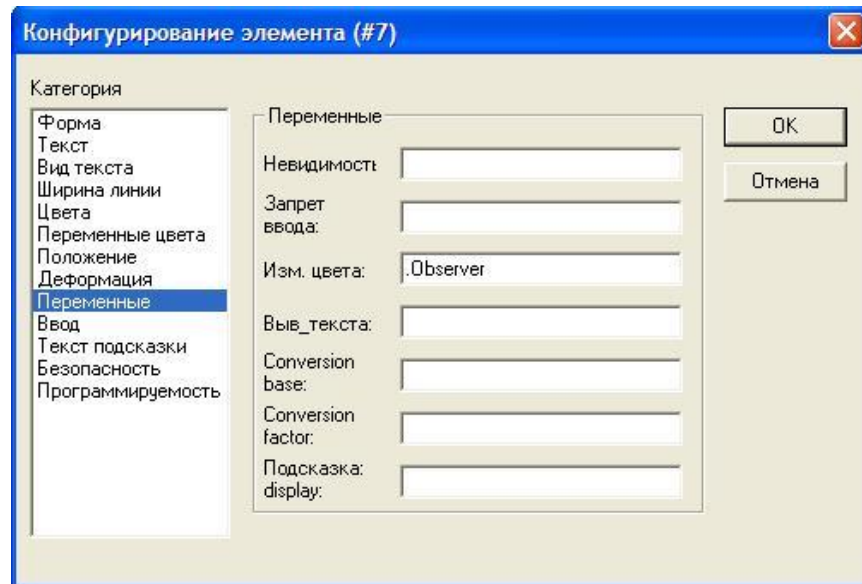 Конфигурирование элемента (#7)
Категория
Форма
Текст
Вид текста
Ширина линии
Цвета
Переменные цвета
Положение
Деформация
Переменные
Ввод
Текст подсказки
Безопасность
Программируемость
Переменные
Невидимость
Запрет
ввода:
Изм. цвета:
.Observer
Выв_текста:
Conversion
base:
Conversion
factor:
Подсказка:
display:
OK
Отмена